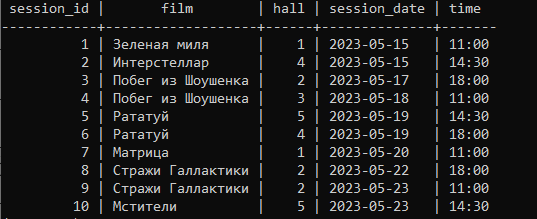 session_id | film | hall | session_date | time
1 | Зеленая миля | 1 | 2023-05-15 | 11:00
2 | Интерстеллар | 4 | 2023-05-15 | 14:30
3 | Побег из Шоушенка | 2 | 2023-05-17 | 18:00
4 | Побег из Шоушенка | 3 | 2023-05-18 | 11:00
5 | Рататуй | 5 | 2023-05-19 | 14:30
6 | Рататуй | 4 | 2023-05-19 | 18:00
7 | Матрица | 1 | 2023-05-20 | 11:00
8 | Стражи Галлактики | 2 | 2023-05-22 | 18:00
9 | Стражи Галлактики | 2 | 2023-05-23 | 11:00
10 | Мстители | 5 | 2023-05-23 | 14:30